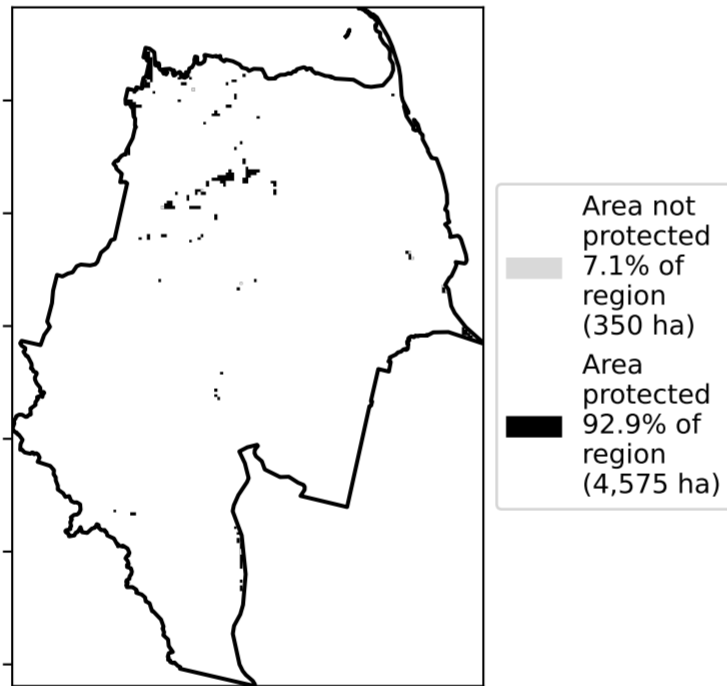 Area not
protected
7.1% of
region
(350 ha)
Area
protected
92.9% of
region
(4,575 ha)